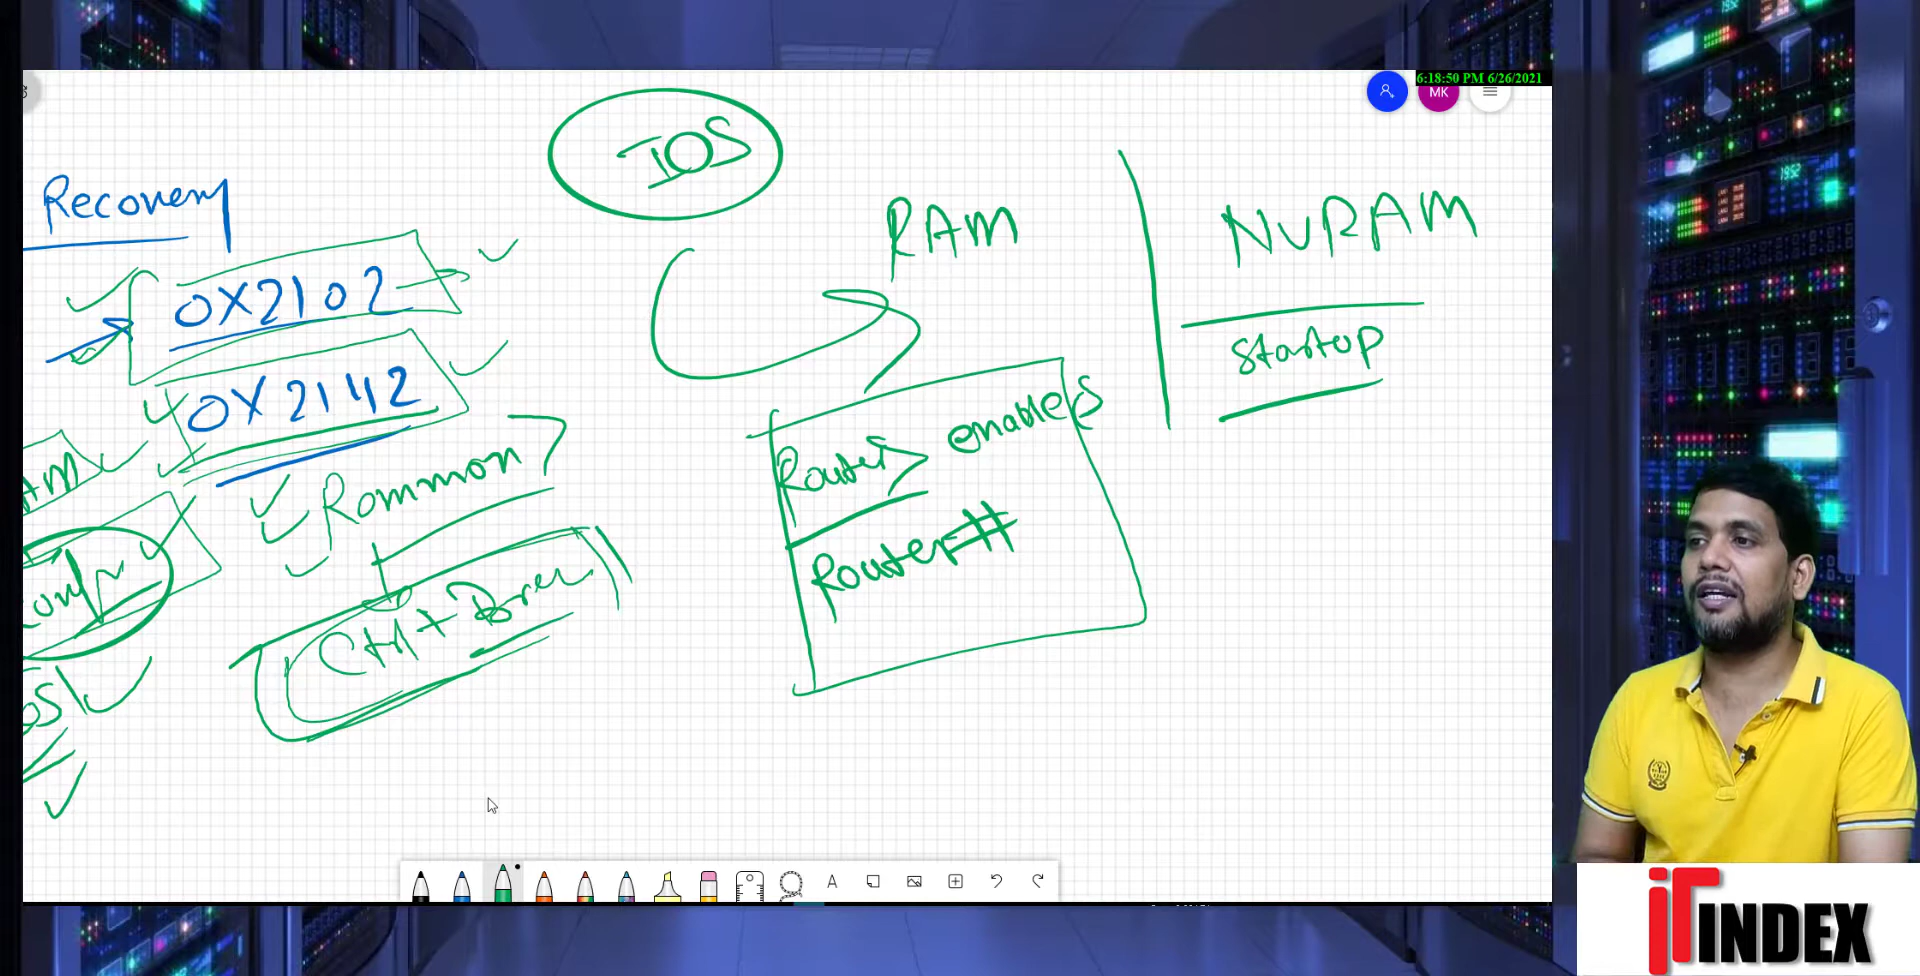 6:18:50 PM 6/26/2021
MK
IOS
Recovery
0X2102
0X2142
Rommon
Ctrl + Brea
RAM
Router> enable
Router#
NVRAM
Startup
A
IT INDEX